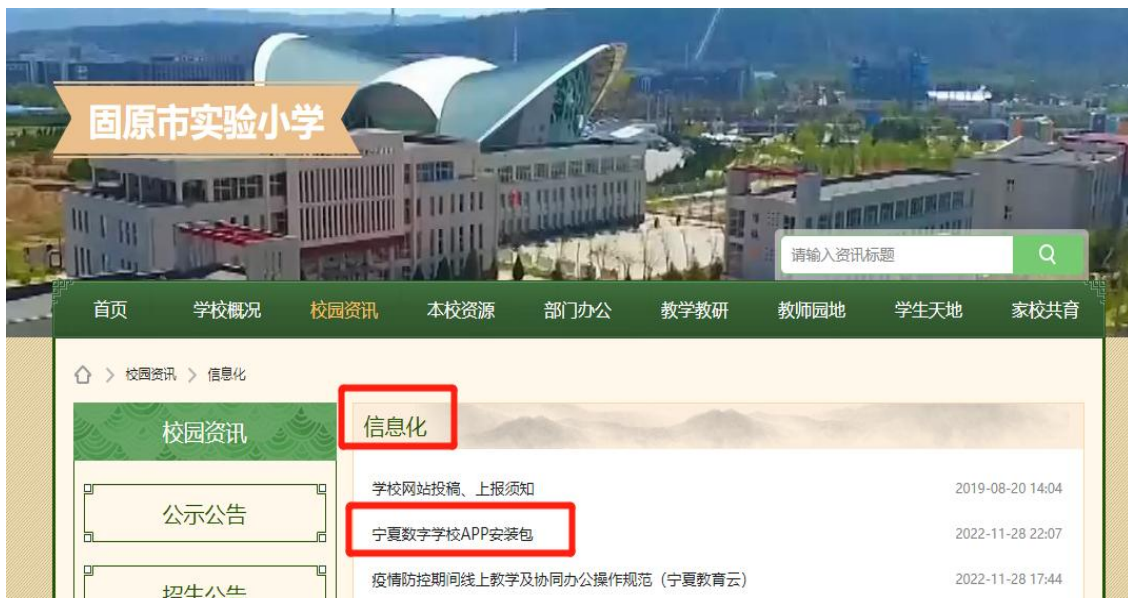 固原市实验小学
请输入资讯标题
首页 学校概况 校园资讯 本校资源 部门办公 教学教研 教师园地 学生天地 家校共育
校园资讯 信息化
校园资讯
信息化
学校网站投稿、上报须知 2019-08-20 14:04
公示公告
宁夏数字学校APP安装包 2022-11-28 22:07
疫情防控期间线上教学及协同办公操作规范（宁夏教育云） 2022-11-28 17:44
招生公告